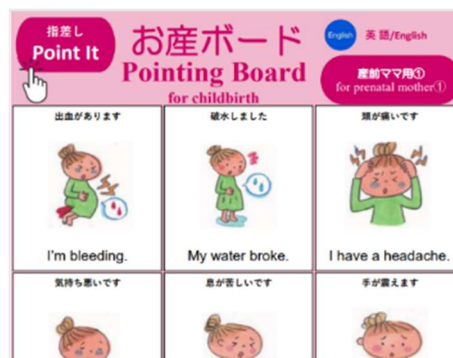 指差し
Point It
お産ボード
Pointing Board
for childbirth
English
英語/English
産前ママ用①
for prenatal mother①
出血があります
I'm bleeding.
破水しました
My water broke.
頭が痛いです
I have a headache.
気持ち悪いです
息が苦しいです
手が震えます